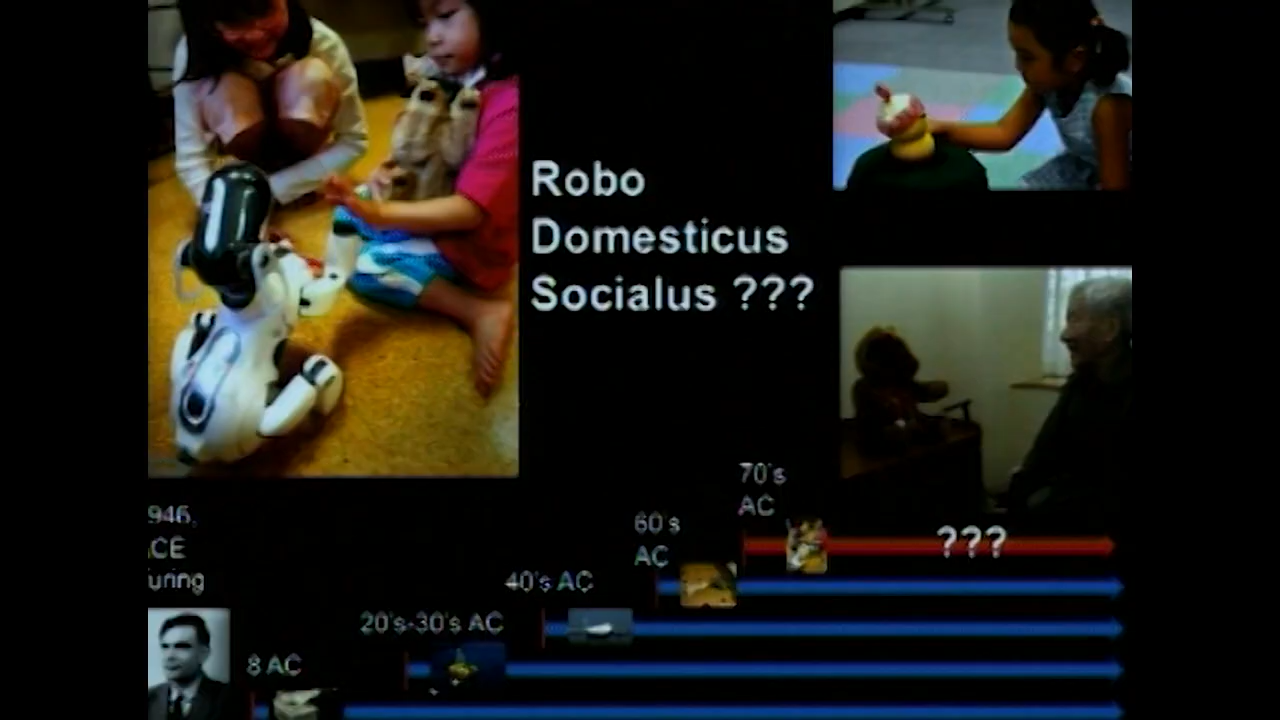 Robo
Domesticus
Socialus ???
70's
AC
60's
AC
???
946,
CE
uring
40's AC
20's-30's AC
8 AC